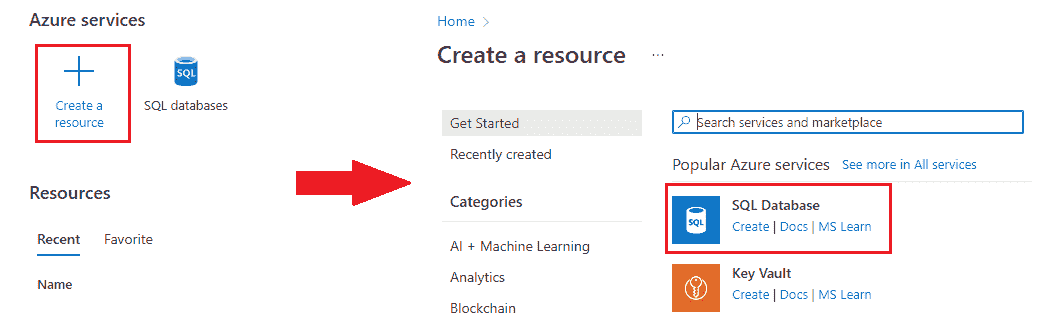 Azure services
Create a
resource
SQL
SQL databases
Resources
Recent Favorite
Name
Home >
Create a resource ...
Get Started
Recently created
Categories
AI + Machine Learning
Analytics
Blockchain
Search services and marketplace
Popular Azure services See more in All services
SQL
SQL Database
Create | Docs | MS Learn
Key Vault
Create | Docs | MS Learn